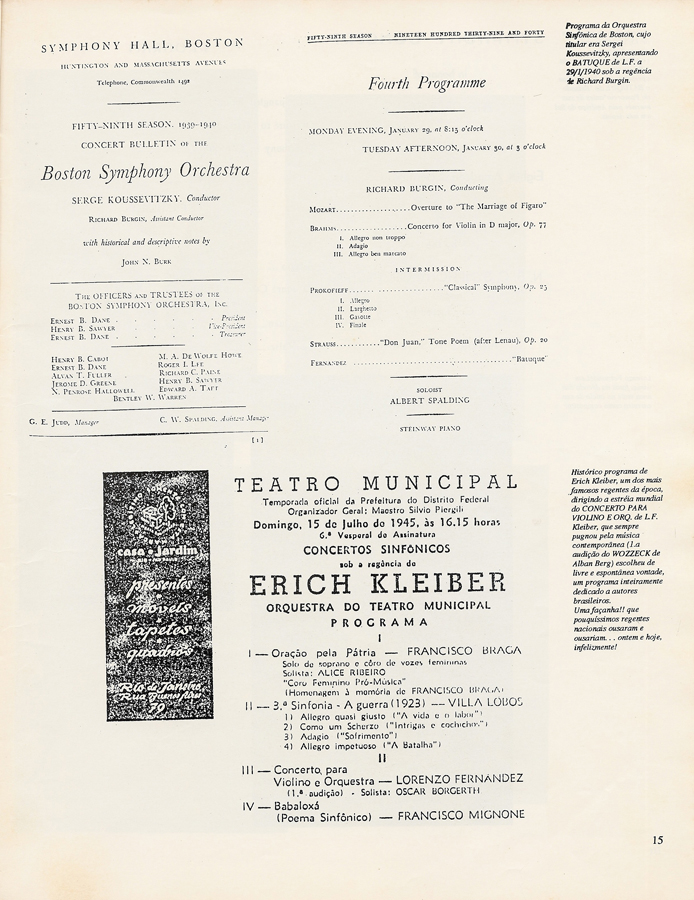 SYMPHONY HALL, BOSTON
HUNTINGTON AND MASSACHUSETTS AVENUES
Telephone, Commonwealth 1492
FIFTY-NINTH SEASON, 1939-1940
CONCERT BULLETIN OF THE
Boston Symphony Orchestra
SERGE KOUSSEVITZKY, Conductor
RICHARD BURGIN, Assistant Conductor
with historical and descriptive notes by
JOHN N. BURK
THE OFFICERS AND TRUSTEES OF THE
BOSTON SYMPHONY ORCHESTRA, INC.
ERNEST B. DANE . . . . . President
HENRY B. SAWYER . . . . Vice-President
ERNEST B. DANE . . . . . Treasurer
HENRY B. CABOT M. A. DE WOLFE HOWE
ERNEST B. DANE ROGER I. LEE
ALVAN T. FULLER RICHARD C. PAINE
JEROME D. GREENE HENRY B. SAWYER
N. PENROSE HALLOWELL EDWARD A. TAFT
BENTLEY W. WARREN
G. E. JUDD, Manager C. W. SPALDING, Assistant Manager
[1]
FIFTY-NINTH SEASON NINETEEN HUNDRED THIRTY-NINE AND FORTY
Fourth Programme
MONDAY EVENING, JANUARY 29, at 8:15 o'clock
TUESDAY AFTERNOON, JANUARY 30, at 3 o'clock
RICHARD BURGIN, Conducting
MOZART...................Overture to "The Marriage of Figaro"
BRAHMS..................Concerto for Violin in D major, Op. 77
I. Allegro non troppo
II. Adagio
III. Allegro ben marcato
INTERMISSION
PROKOFIEFF........................"Classical" Symphony, Op. 25
I. Allegro
II. Larghetto
III. Gavotte
IV. Finale
STRAUSS............"Don Juan," Tone Poem (after Lenau), Op. 20
FERNANDEZ ........................................"Batuque"
SOLOIST
ALBERT SPALDING
STEINWAY PIANO
Programa da Orquestra
Sinfônica de Boston, cujo
titular era Sergei
Koussevitzky, apresentando
o BATUQUE de L.F. a
29/1/1940 sob a regência
de Richard Burgin.
casa e jardim
presentes
móveis
tapetes
quadros
Rio de Janeiro
Rua Buenos Aires
79
TEATRO MUNICIPAL
Temporada oficial da Prefeitura do Distrito Federal
Organizador Geral: Maestro Silvio Piergili
Domingo, 15 de Julho de 1945, às 16.15 horas
6.ª Vesperal de Assinatura
CONCERTOS SINFÔNICOS
sob a regência de
ERICH KLEIBER
ORQUESTRA DO TEATRO MUNICIPAL
PROGRAMA
I
I — Oração pela Pátria — FRANCISCO BRAGA
Solo de soprano e côro de vozes femininas
Solista: ALICE RIBEIRO
"Coro Feminino Pró-Música"
(Homenagem à memória de FRANCISCO BRAGA)
II — 3.ª Sinfonia - A guerra (1923) — VILLA LOBOS
1) Allegro quasi giusto ("A vida e o labor")
2) Como um Scherzo ("Intrigas e cochichos")
3) Adagio ("Sofrimento")
4) Allegro impetuoso ("A Batalha")
II
III — Concerto, para
Violino e Orquestra — LORENZO FERNANDEZ
(1.ª audição) - Solista: OSCAR BORGERTH
IV — Babaloxá
(Poema Sinfônico) — FRANCISCO MIGNONE
Histórico programa de
Erich Kleiber, um dos mais
famosos regentes da época,
dirigindo a estréia mundial
do CONCERTO PARA
VIOLINO E ORQ. de L.F.
Kleiber, que sempre
pugnou pela música
contemporânea (1.a
audição do WOZZECK de
Alban Berg) escolheu de
livre e espontânea vontade,
um programa inteiramente
dedicado a autores
brasileiros.
Uma façanha!! que
pouquíssimos regentes
nacionais ousaram e
ousariam. . . ontem e hoje,
infelizmente!
15